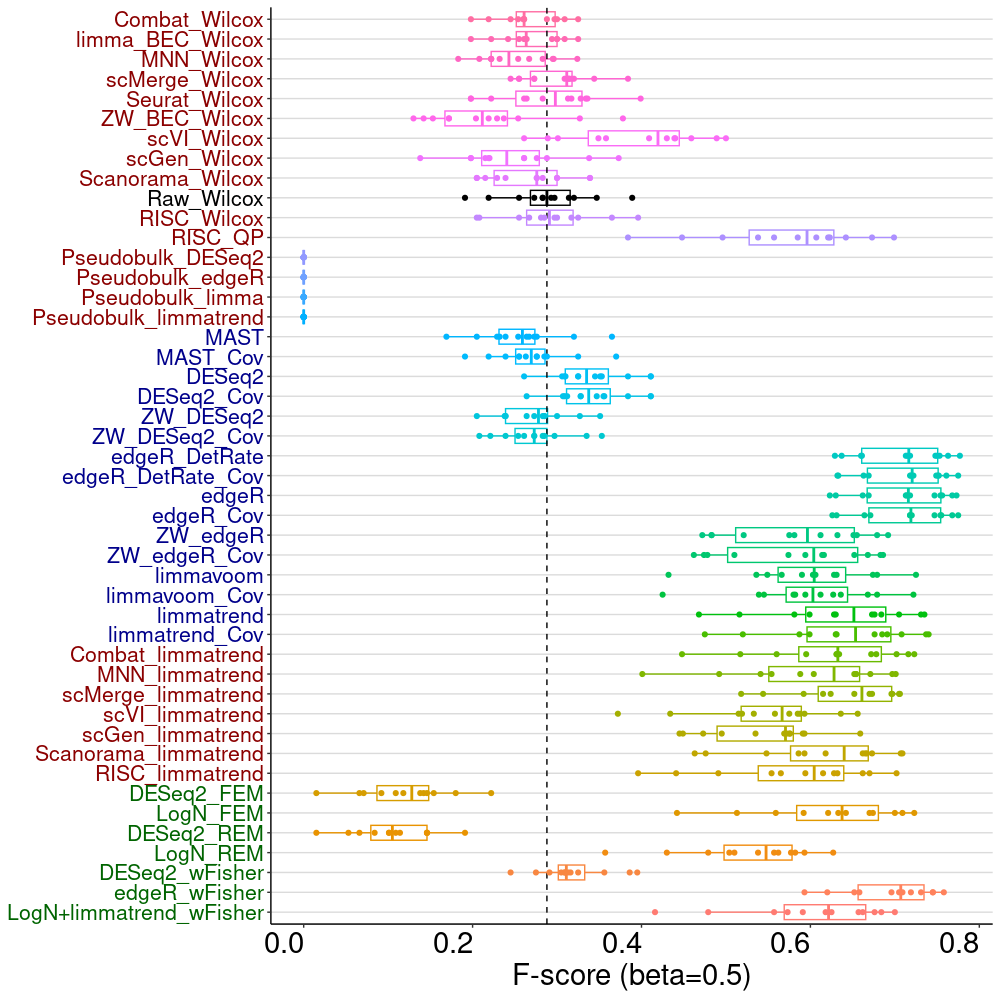 Combat_Wilcox
limma_BEC_Wilcox
MNN_Wilcox
scMerge_Wilcox
Seurat_Wilcox
ZW_BEC_Wilcox
scVI_Wilcox
scGen_Wilcox
Scanorama_Wilcox
Raw_Wilcox
RISC_Wilcox
RISC_QP
Pseudobulk_DESeq2
Pseudobulk_edgeR
Pseudobulk_limma
Pseudobulk_limmatrend
MAST
MAST_Cov
DESeq2
DESeq2_Cov
ZW_DESeq2
ZW_DESeq2_Cov
edgeR_DetRate
edgeR_DetRate_Cov
edgeR
edgeR_Cov
ZW_edgeR
ZW_edgeR_Cov
limmavoom
limmavoom_Cov
limmatrend
limmatrend_Cov
Combat_limmatrend
MNN_limmatrend
scMerge_limmatrend
scVI_limmatrend
scGen_limmatrend
Scanorama_limmatrend
RISC_limmatrend
DESeq2_FEM
LogN_FEM
DESeq2_REM
LogN_REM
DESeq2_wFisher
edgeR_wFisher
LogN+limmatrend_wFisher
0.0 0.2 0.4 0.6 0.8
F-score (beta=0.5)